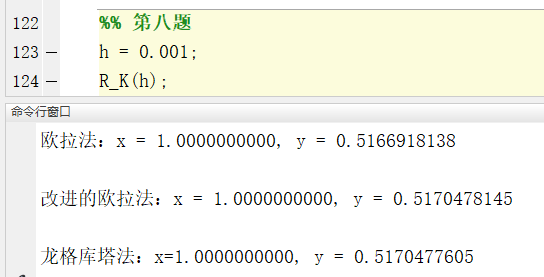 122 %% 第八题
123 — h = 0.001;
124 — R_K(h);
命令行窗口
欧拉法：x = 1.0000000000, y = 0.5166918138
改进的欧拉法：x = 1.0000000000, y = 0.5170478145
龙格库塔法：x=1.0000000000, y = 0.5170477605